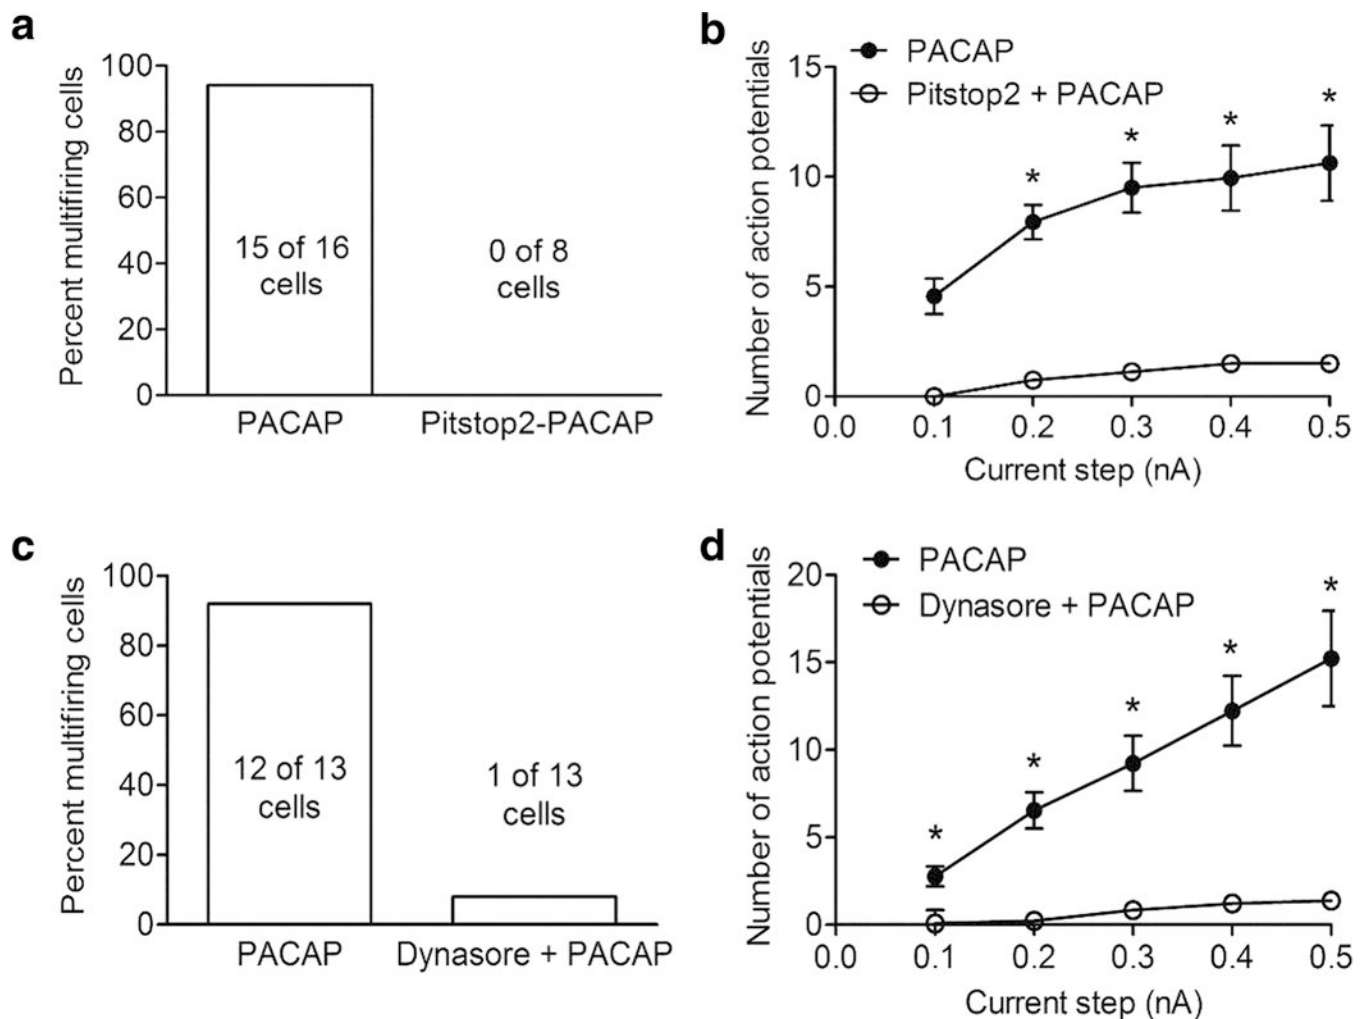 a
Percent multifiring cells
100
80
60
40
20
0
15 of 16
cells
0 of 8
cells
PACAP
Pitstop2-PACAP
b
PACAP
Pitstop2 + PACAP
Number of action potentials
15
10
5
0
* * * *
0.0 0.1 0.2 0.3 0.4 0.5
Current step (nA)
c
Percent multifiring cells
100
80
60
40
20
0
12 of 13
cells
1 of 13
cells
PACAP
Dynasore + PACAP
d
PACAP
Dynasore + PACAP
Number of action potentials
20
15
10
5
0
* * * * *
0.0 0.1 0.2 0.3 0.4 0.5
Current step (nA)